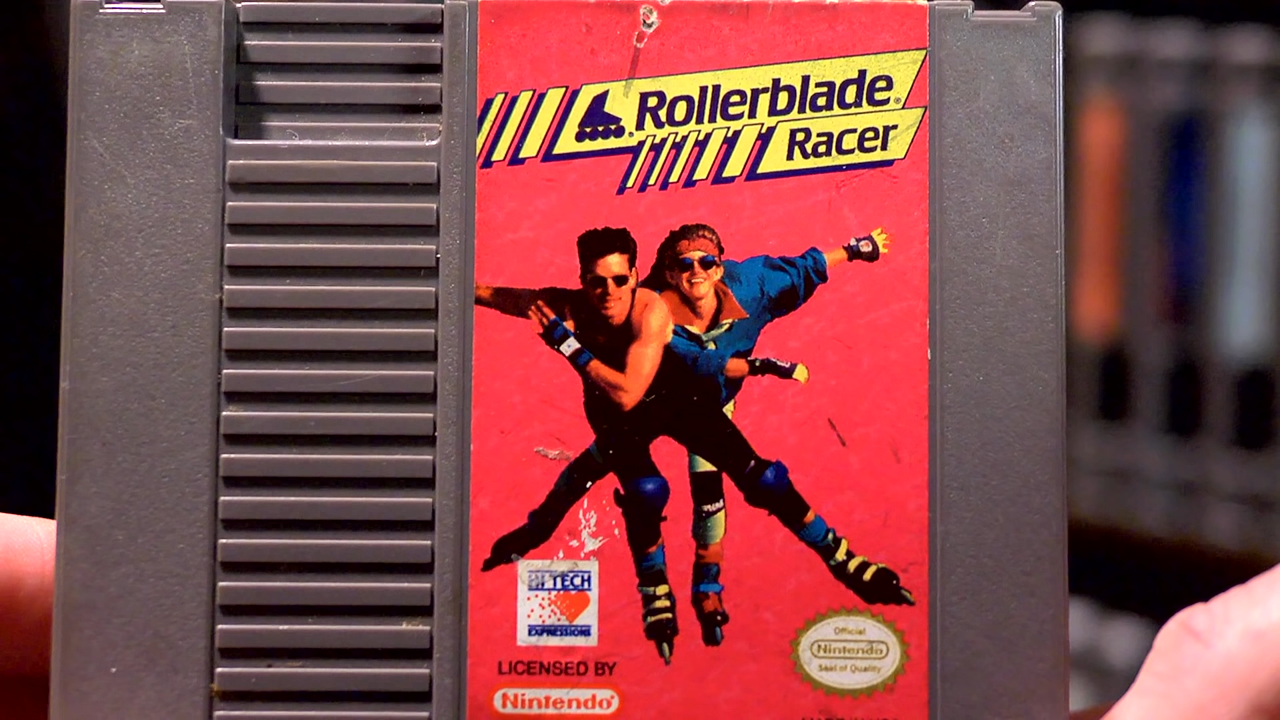 Rollerblade®
Racer
HI TECH
EXPRESSIONS
LICENSED BY
Nintendo®
Official
Nintendo
Seal of Quality